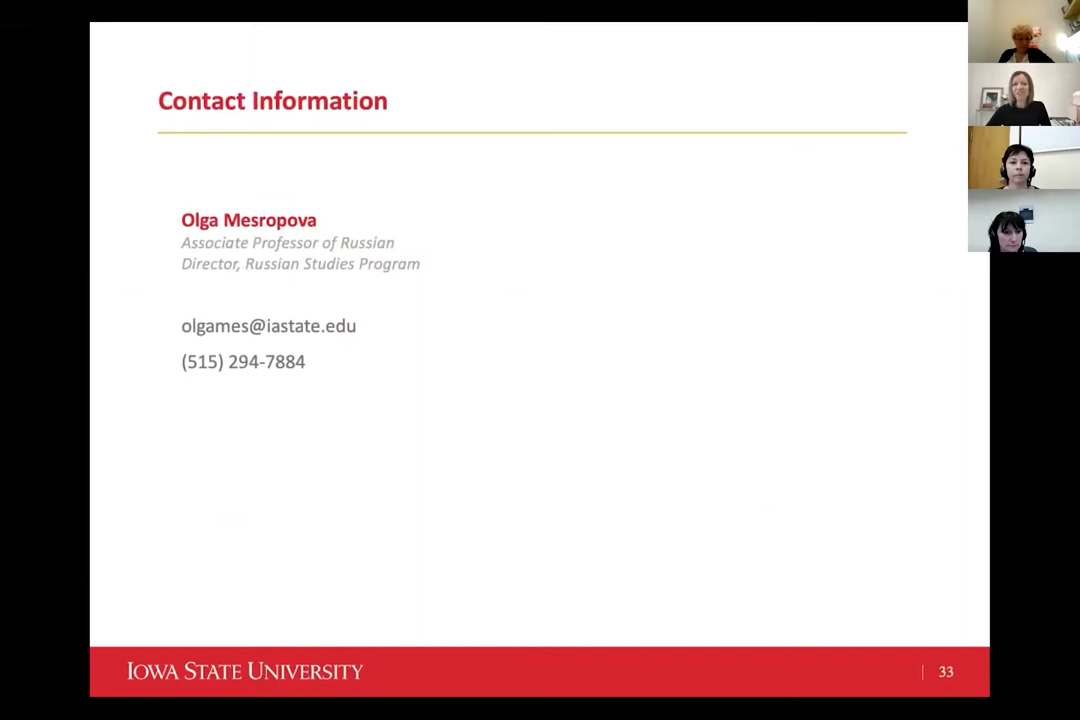 Contact Information
Olga Mesropova
Associate Professor of Russian
Director, Russian Studies Program
olgames@iastate.edu
(515) 294-7884
IOWA STATE UNIVERSITY
33